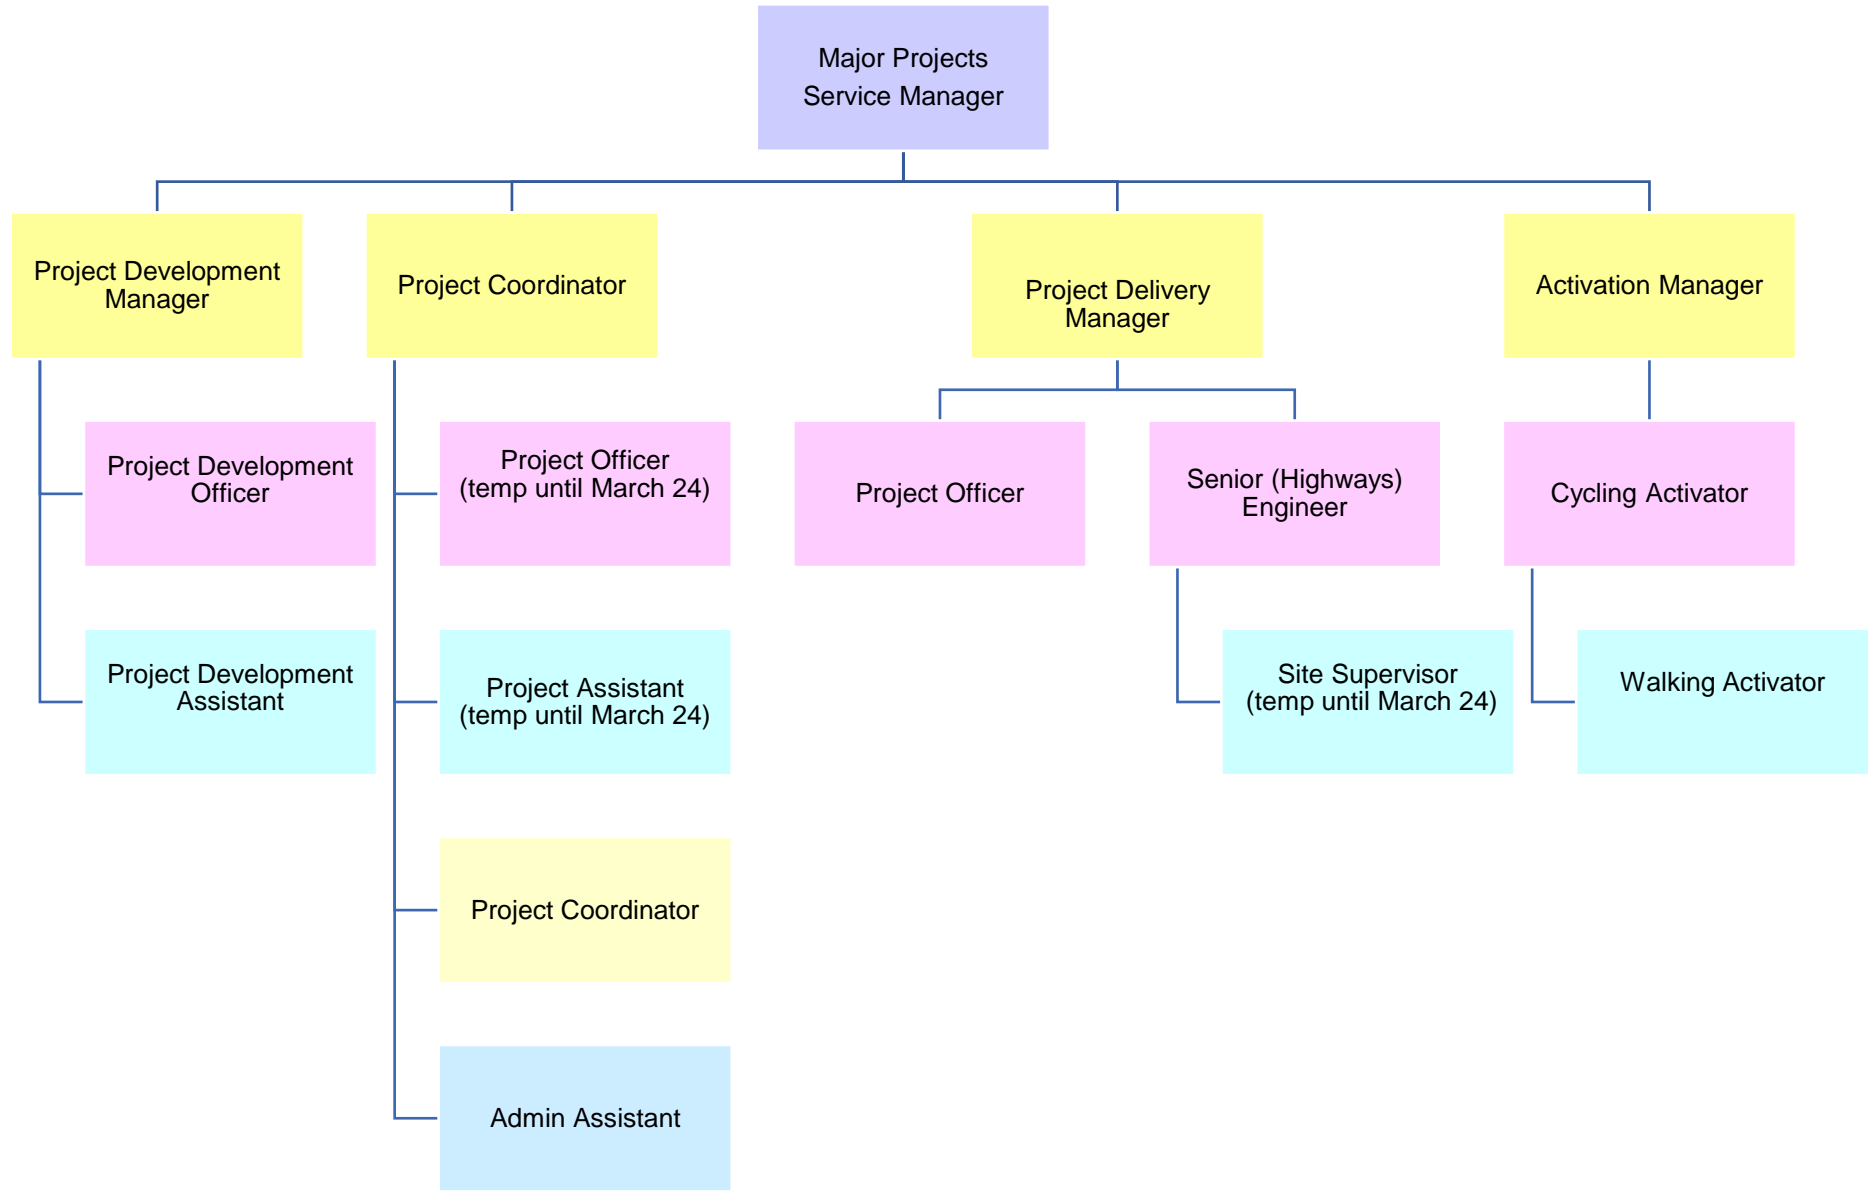 Major Projects
Service Manager
Project Development
Manager
Project Coordinator
Project Delivery
Manager
Activation Manager
Project Development
Officer
Project Officer
(temp until March 24)
Project Officer
Senior (Highways)
Engineer
Cycling Activator
Project Development
Assistant
Project Assistant
(temp until March 24)
Site Supervisor
(temp until March 24)
Walking Activator
Project Coordinator
Admin Assistant